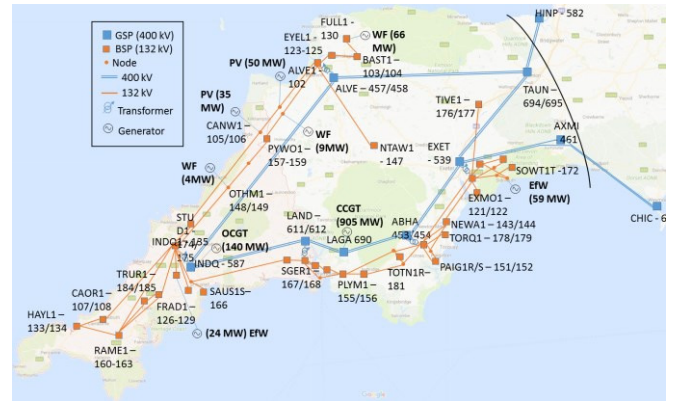 GSP (400 kV)
BSP (132 kV)
Node
400 kV
132 kV
Transformer
Generator
FULL1 -
130
WF (66
MW)
HINP - 582
EYEL1 -
123-125
BAST1 -
103/104
PV (50 MW)
ALVE1 -
102
ALVE – 457/458
TAUN –
694/695
PV (35
MW)
CANW1 -
105/106
TiVE1 –
176/177
AXMI
461
WF
(9MW)
PYWO1 -
157-159
NTAW1
- 147
EXET
- 539
SOWT1T -172
WF
(4MW)
OTHM1 -
148/149
EfW
(59 MW)
EXMO1 -
121/122
CHIC - 6
STU
D1 -
174/
175
INDQ1 - 135
OCGT
(140 MW)
LAND -
611/612
CCGT
(905 MW)
ABHA
453/454
NEWA1 - 143/144
TORQ1 - 178/179
LAGA 690
INDQ - 587
PAIG1R/S – 151/152
TRUR1 -
184/185
SGER1 -
167/168
TOTN1R–
181
CAOR1 -
107/108
SAUS1S–
166
PLYM1 -
155/156
FRAD1 -
126-129
HAYL1 -
133/134
(24 MW) EfW
RAME1 –
160-163
Google